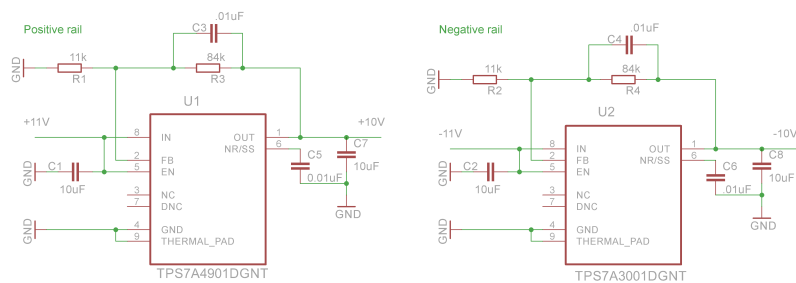 Positive rail
C3
.01uF
11k
R1
84k
R3
GND
U1
+11V
8
IN
OUT
1
+10V
NR/SS
6
2
FB
5
EN
C1
10uF
GND
C5
0.01uF
C7
10uF
GND
3
NC
7
DNC
4
GND
9
THERMAL_PAD
GND
TPS7A4901DGNT
Negative rail
C4
.01uF
11k
R2
84k
R4
GND
U2
-11V
8
IN
OUT
1
-10V
NR/SS
6
2
FB
5
EN
C2
10uF
GND
C6
.01uF
C8
10uF
GND
3
NC
7
DNC
4
GND
9
THERMAL_PAD
GND
TPS7A3001DGNT